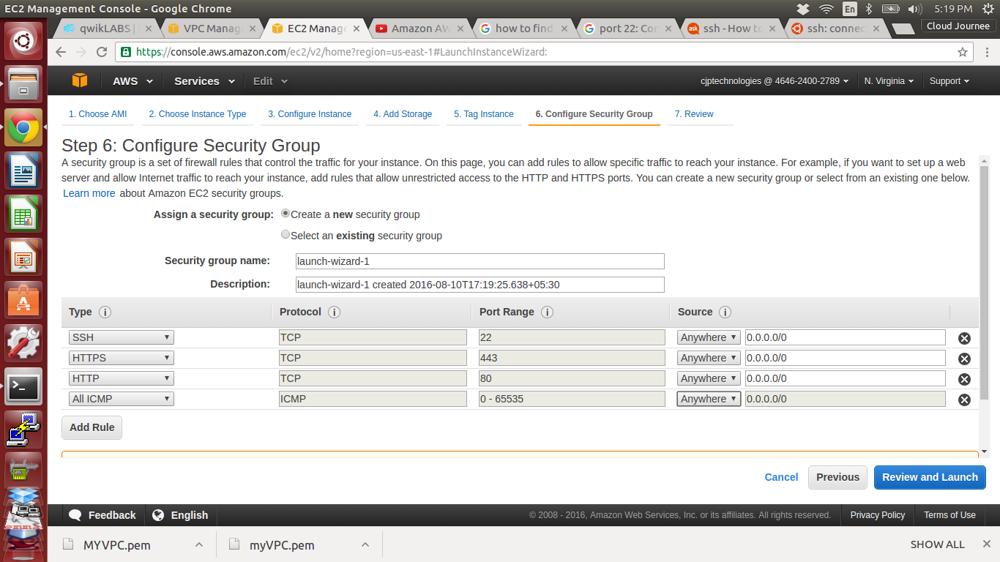 EC2 Management Console - Google Chrome
En
5:19 PM
qwikLABS |
VPC Manag
EC2 Manage
Amazon AW
how to find
port 22: Con
ssh - How to
ssh: connec
Cloud Journee
https://console.aws.amazon.com/ec2/v2/home?region=us-east-1#LaunchInstanceWizard:
AWS
Services
Edit
cjptechnologies @ 4646-2400-2789
N. Virginia
Support
1. Choose AMI
2. Choose Instance Type
3. Configure Instance
4. Add Storage
5. Tag Instance
6. Configure Security Group
7. Review
Step 6: Configure Security Group
A security group is a set of firewall rules that control the traffic for your instance. On this page, you can add rules to allow specific traffic to reach your instance. For example, if you want to set up a web
server and allow Internet traffic to reach your instance, add rules that allow unrestricted access to the HTTP and HTTPS ports. You can create a new security group or select from an existing one below.
Learn more about Amazon EC2 security groups.
Assign a security group: Create a new security group
Select an existing security group
Security group name: launch-wizard-1
Description: launch-wizard-1 created 2016-08-10T17:19:25.638+05:30
Type Protocol Port Range Source
SSH TCP 22 Anywhere 0.0.0.0/0
HTTPS TCP 443 Anywhere 0.0.0.0/0
HTTP TCP 80 Anywhere 0.0.0.0/0
All ICMP ICMP 0 - 65535 Anywhere 0.0.0.0/0
Add Rule
Cancel
Previous
Review and Launch
Feedback
English
© 2008 - 2016, Amazon Web Services, Inc. or its affiliates. All rights reserved.
Privacy Policy
Terms of Use
MYVPC.pem
myVPC.pem
SHOW ALL